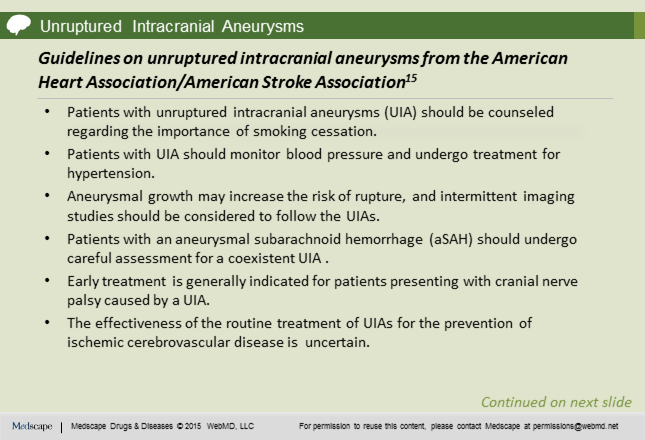 Unruptured Intracranial Aneurysms
Guidelines on unruptured intracranial aneurysms from the American
Heart Association/American Stroke Association15
• Patients with unruptured intracranial aneurysms (UIA) should be counseled
regarding the importance of smoking cessation.
• Patients with UIA should monitor blood pressure and undergo treatment for
hypertension.
• Aneurysmal growth may increase the risk of rupture, and intermittent imaging
studies should be considered to follow the UIAs.
• Patients with an aneurysmal subarachnoid hemorrhage (aSAH) should undergo
careful assessment for a coexistent UIA .
• Early treatment is generally indicated for patients presenting with cranial nerve
palsy caused by a UIA.
• The effectiveness of the routine treatment of UIAs for the prevention of
ischemic cerebrovascular disease is uncertain.
Continued on next slide
Medscape | Medscape Drugs & Diseases © 2015 WebMD, LLC For permission to reuse this content, please contact Medscape at permissions@webmd.net